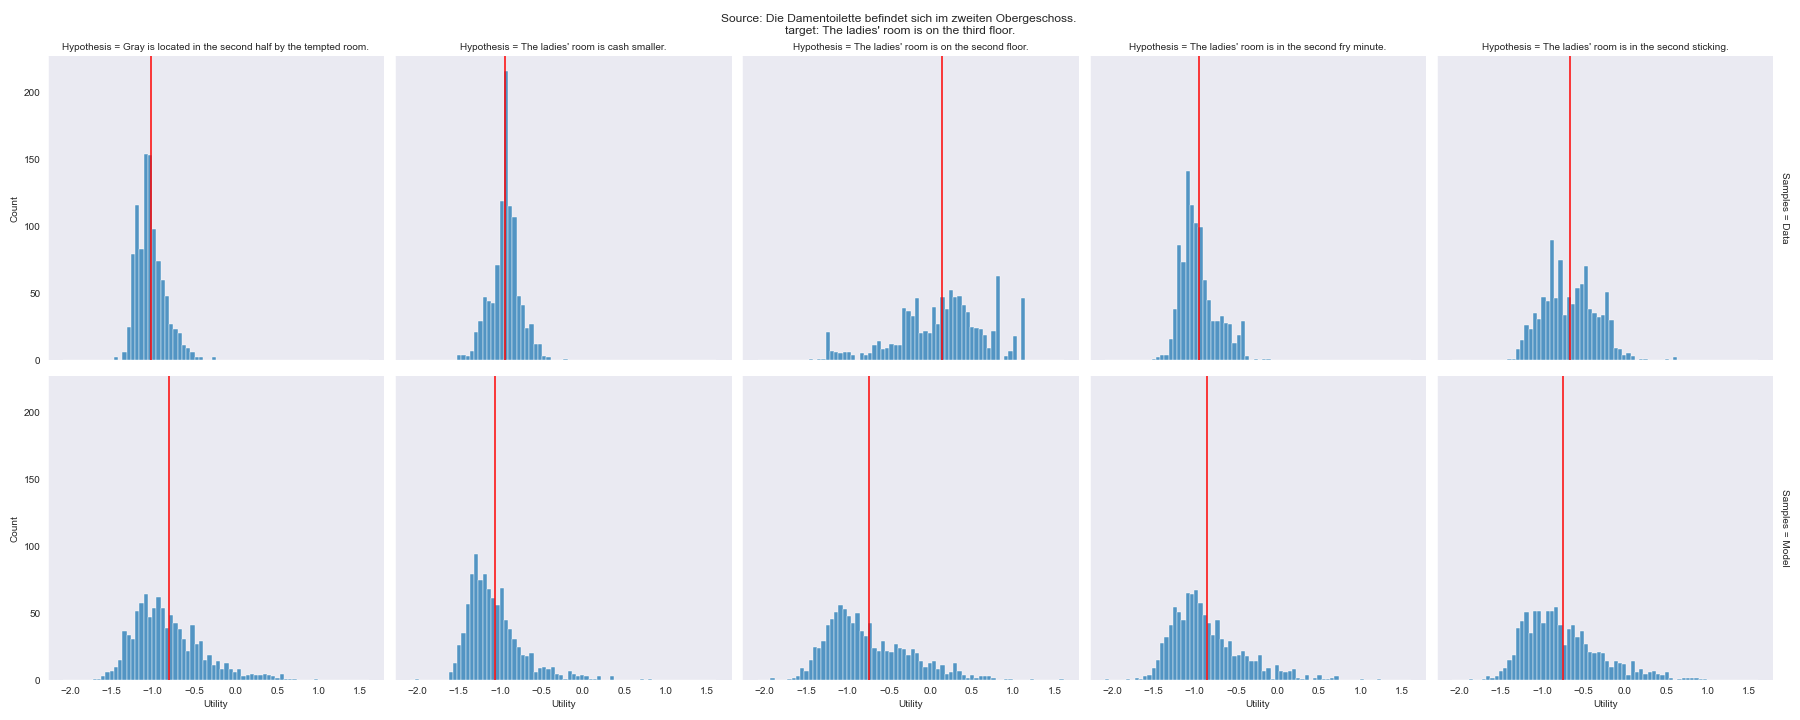 Source: Die Damentoilette befindet sich im zweiten Obergeschoss.
target: The ladies' room is on the third floor.
Hypothesis = Gray is located in the second half by the tempted room.
Hypothesis = The ladies' room is cash smaller.
Hypothesis = The ladies' room is on the second floor.
Hypothesis = The ladies' room is in the second fry minute.
Hypothesis = The ladies' room is in the second sticking.
200
150
100
50
0
Count
Samples = Data
200
150
100
50
0
Count
Samples = Model
−2.0 −1.5 −1.0 −0.5 0.0 0.5 1.0 1.5
−2.0 −1.5 −1.0 −0.5 0.0 0.5 1.0 1.5
−2.0 −1.5 −1.0 −0.5 0.0 0.5 1.0 1.5
−2.0 −1.5 −1.0 −0.5 0.0 0.5 1.0 1.5
−2.0 −1.5 −1.0 −0.5 0.0 0.5 1.0 1.5
Utility
Utility
Utility
Utility
Utility